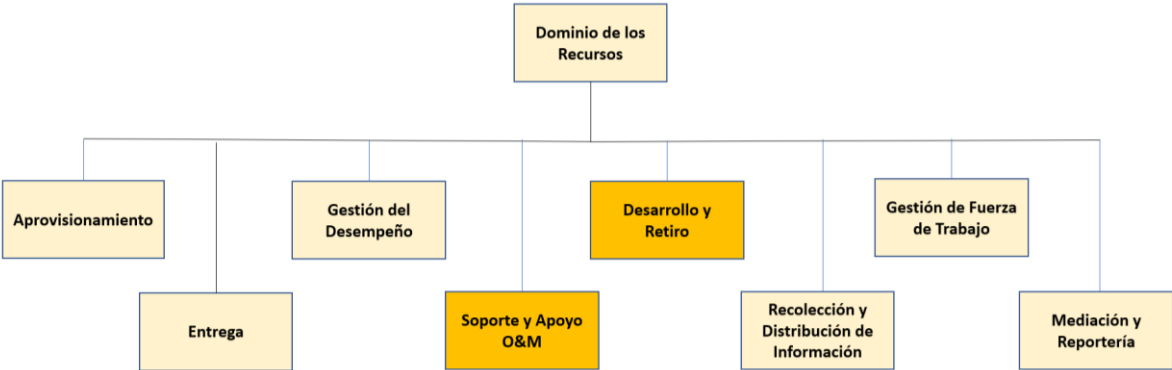 Dominio de los
Recursos
Aprovisionamiento
Gestión del
Desempeño
Desarrollo y
Retiro
Gestión de Fuerza
de Trabajo
Entrega
Soporte y Apoyo
O&M
Recolección y
Distribución de
Información
Mediación y
Reportería